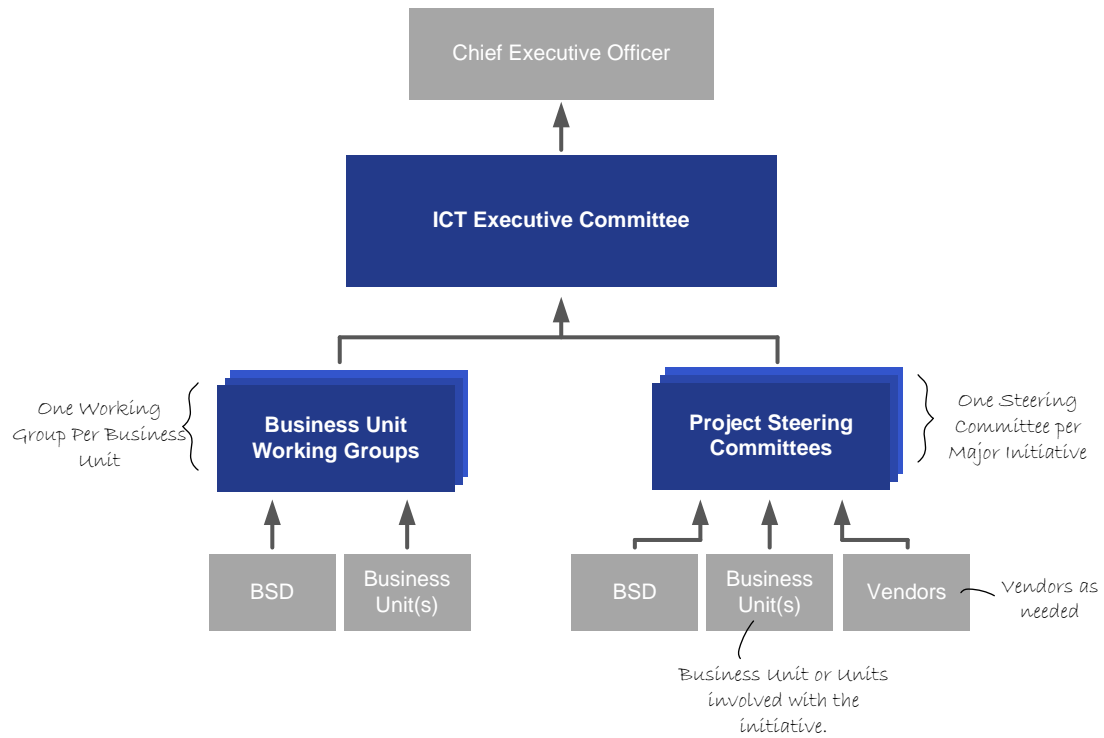 Chief Executive Officer
ICT Executive Committee
One Working
Group Per Business
Unit
Business Unit
Working Groups
Project Steering
Committees
One Steering
Committee per
Major Initiative
BSD
Business
Unit(s)
BSD
Business
Unit(s)
Vendors
Vendors as
needed
Business Unit or Units
involved with the
initiative.